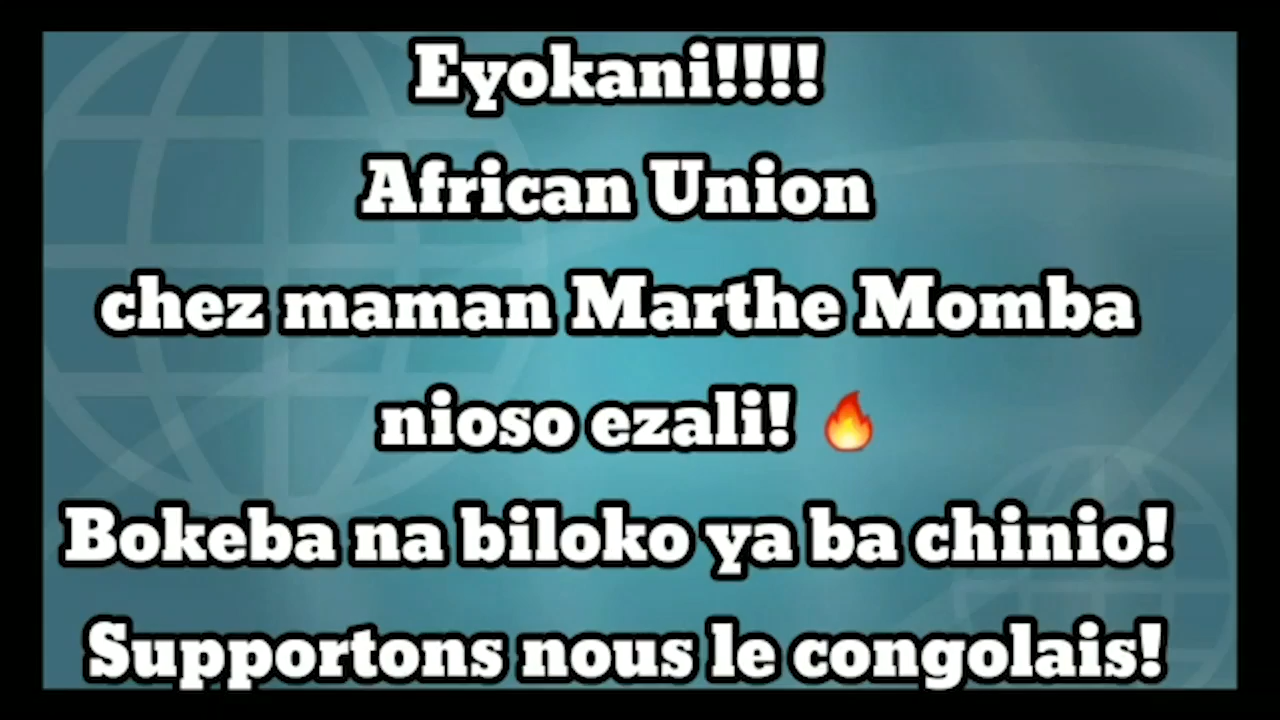 Eyokani!!!!
African Union
chez maman Marthe Momba
nioso ezali! 🔥
Bokeba na biloko ya ba chinio!
Supportons nous le congolais!